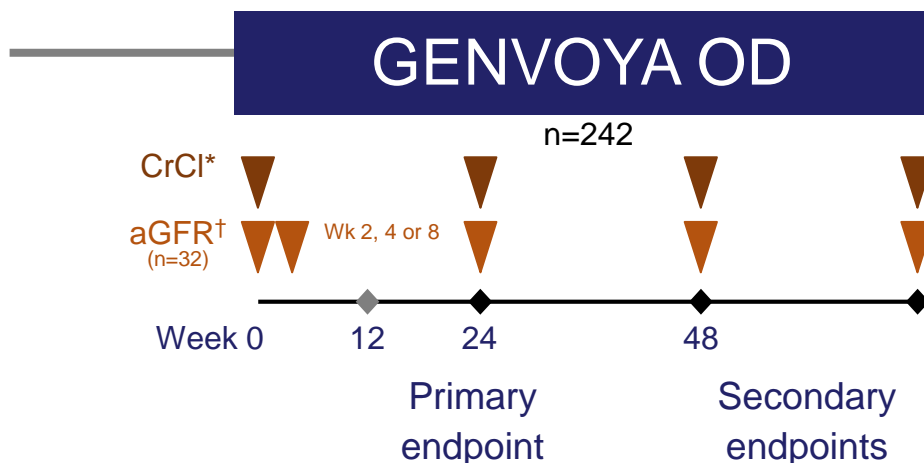 GENVOYA OD
n=242
CrCl*
aGFR† Wk 2, 4 or 8
(n=32)
Week 0 12 24 48
Primary Secondary
endpoint endpoints